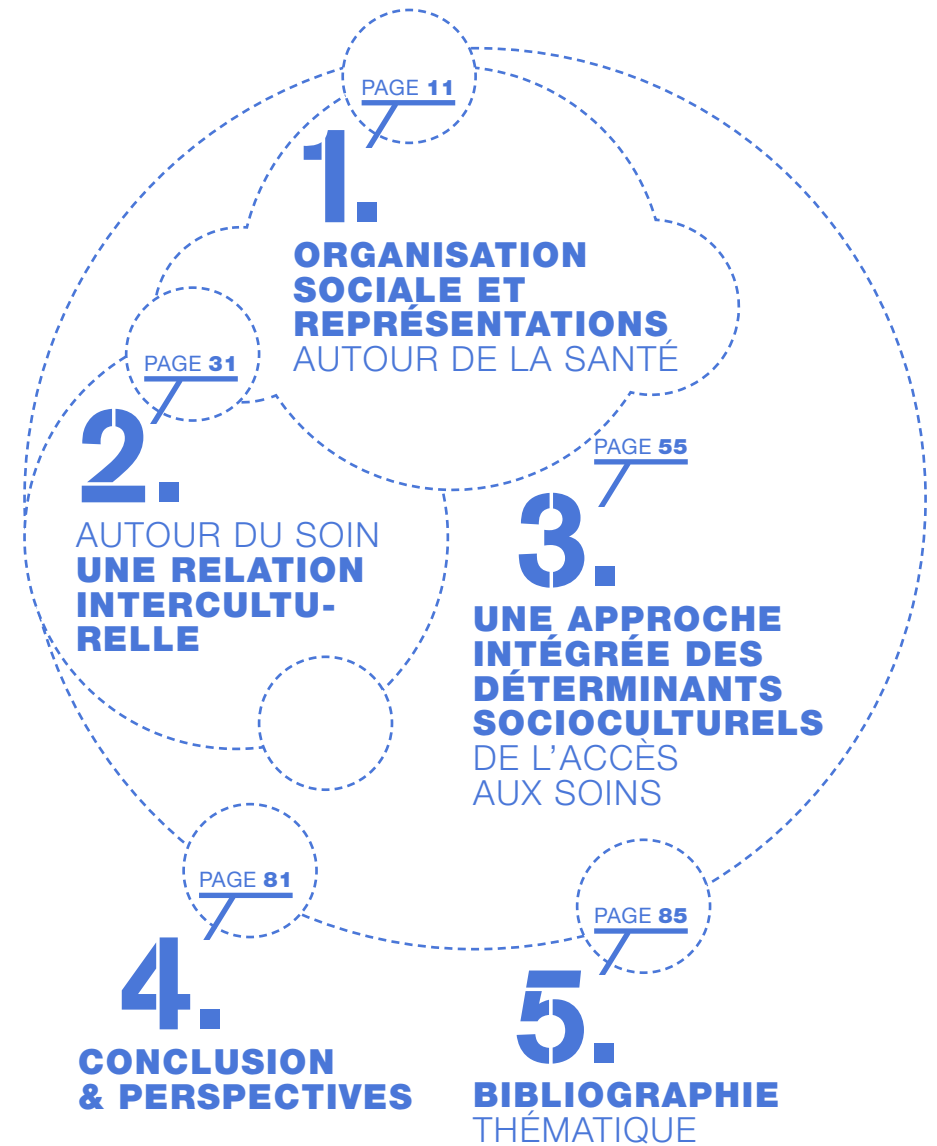 PAGE 11
1.
ORGANISATION
SOCIALE ET
REPRÉSENTATIONS
AUTOUR DE LA SANTÉ
PAGE 31
2.
AUTOUR DU SOIN
UNE RELATION
INTERCULTU-
RELLE
PAGE 55
3.
UNE APPROCHE
INTÉGRÉE DES
DÉTERMINANTS
SOCIOCULTURELS
DE L’ACCÈS
AUX SOINS
PAGE 81
4.
CONCLUSION
& PERSPECTIVES
PAGE 85
5.
BIBLIOGRAPHIE
THÉMATIQUE